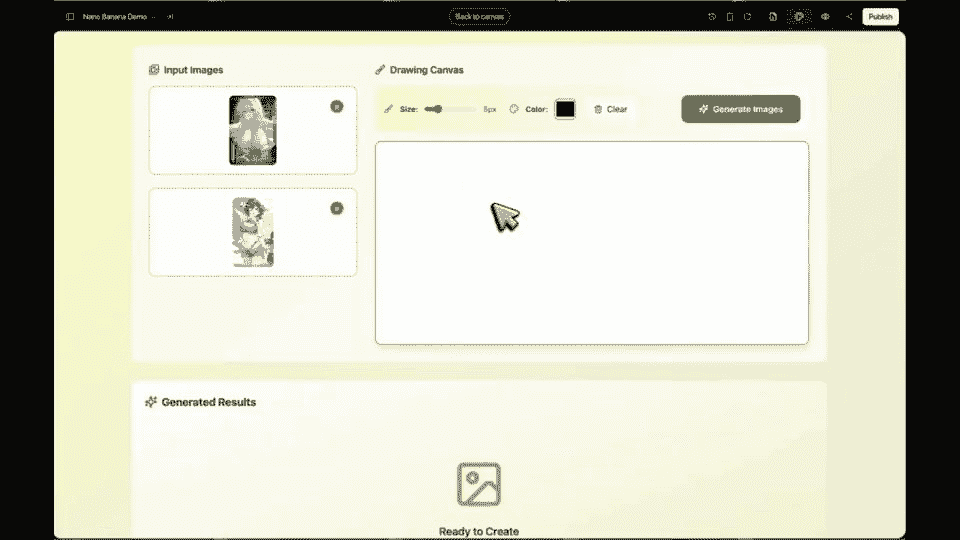 Nano Banana Demo
Back to canvas
Publish
Input Images
Drawing Canvas
Size:
5px
Color:
Clear
Generate Images
Generated Results
Ready to Create